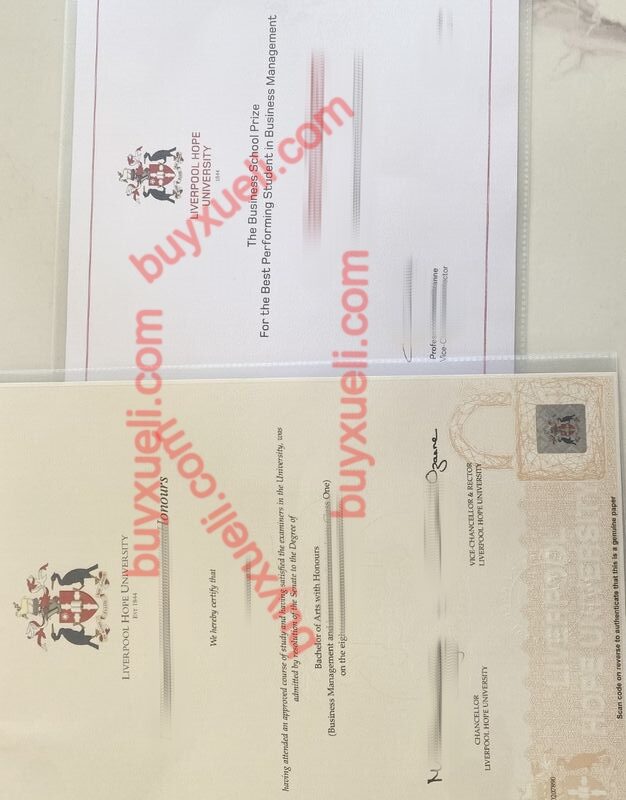 LIVERPOOL HOPE
UNIVERSITY
1844
The Business School Prize
For the Best Performing Student in Business Management
Vice-
LIVERPOOL HOPE UNIVERSITY
EST 1844
Honours
We hereby certify that
having attended an approved course of study and having satisfied the examiners in the University, was
admitted by resolution of the Senate to the Degree of
Bachelor of Arts with Honours
(Business Management and One)
on the
Ozanne
CHANCELLOR
LIVERPOOL HOPE UNIVERSITY
VICE-CHANCELLOR & RECTOR
LIVERPOOL HOPE UNIVERSITY
Scan code on reverse to authenticate that this is a genuine paper
buyxueli.com
buyxueli.com
buyxueli.com
buyxueli.com